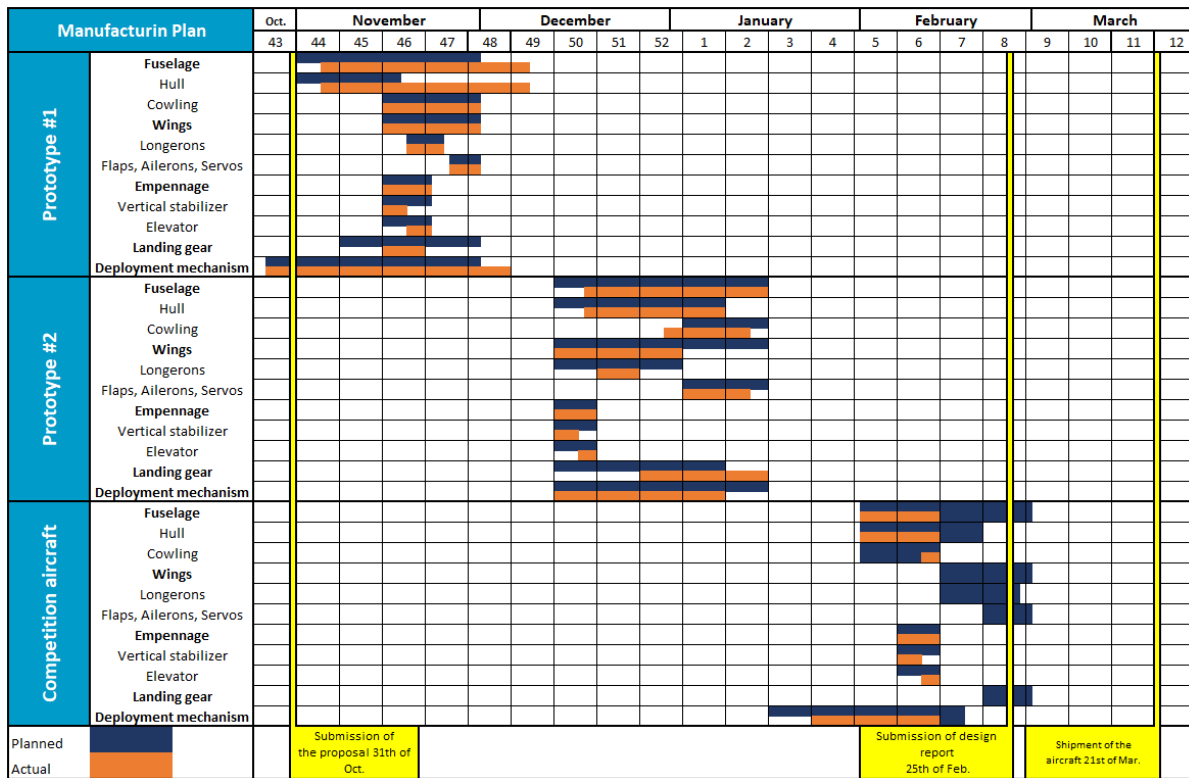 Manufacturin Plan
Oct. November December January February March
43 44 45 46 47 48 49 50 51 52 1 2 3 4 5 6 7 8 9 10 11 12
Prototype #1
Fuselage
Hull
Cowling
Wings
Longerons
Flaps, Ailerons, Servos
Empennage
Vertical stabilizer
Elevator
Landing gear
Deployment mechanism
Prototype #2
Fuselage
Hull
Cowling
Wings
Longerons
Flaps, Ailerons, Servos
Empennage
Vertical stabilizer
Elevator
Landing gear
Deployment mechanism
Competition aircraft
Fuselage
Hull
Cowling
Wings
Longerons
Flaps, Ailerons, Servos
Empennage
Vertical stabilizer
Elevator
Landing gear
Deployment mechanism
Planned
Actual
Submission of
the proposal 31th of
Oct.
Submission of design
report
25th of Feb.
Shipment of the
aircraft 21st of Mar.